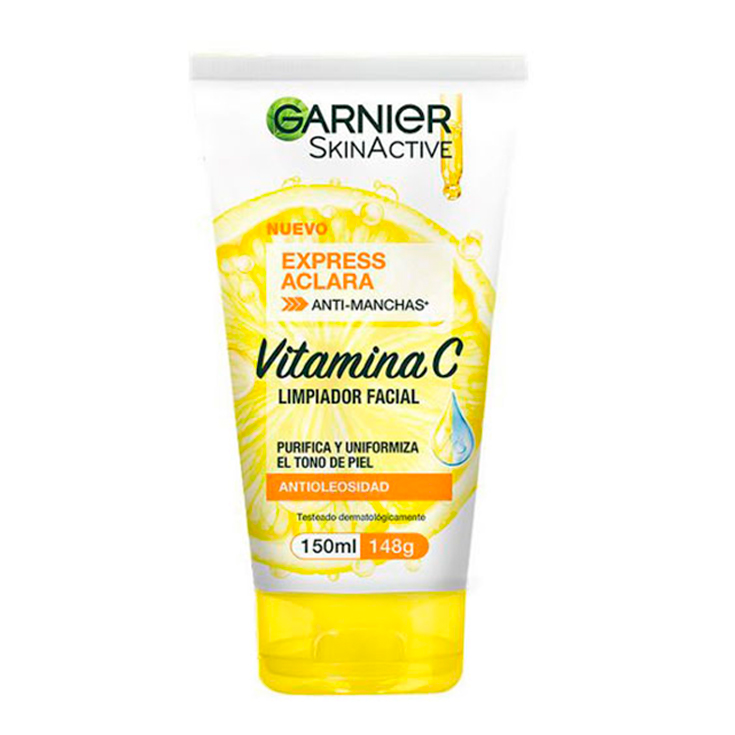 GARNIER
SKINACTIVE
NUEVO
EXPRESS
ACLARA
ANTI-MANCHAS*
Vitamina C
LIMPIADOR FACIAL
PURIFICA Y UNIFORMIZA
EL TONO DE PIEL
ANTIOLEOSIDAD
Testeado dermatológicamente
150ml 148g